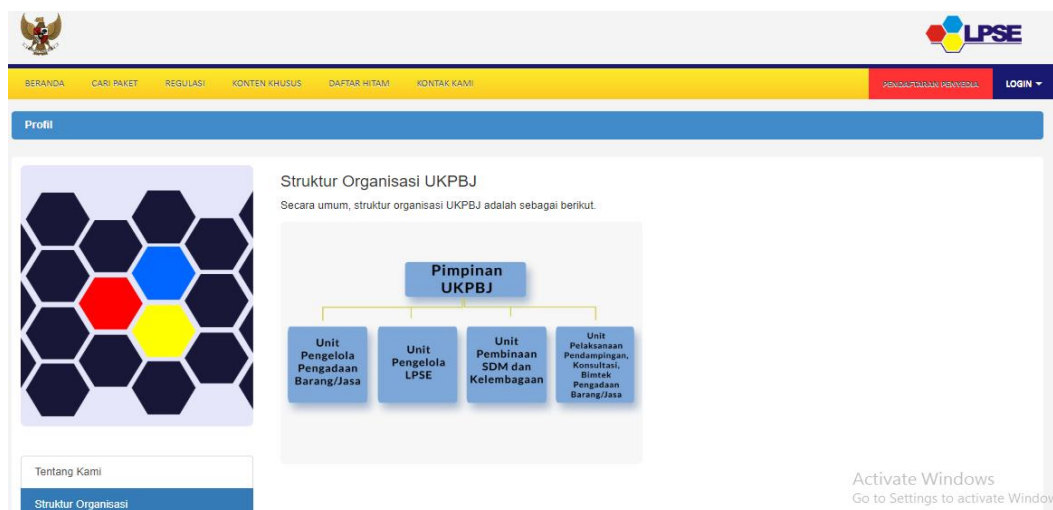 LPSE
BERANDA CARI PAKET REGULASI KONTEN KHUSUS DAFTAR HITAM KONTAK KAMI PENDAFTARAN PENYEDIA LOGIN
Profil
Struktur Organisasi UKPBJ
Secara umum, struktur organisasi UKPBJ adalah sebagai berikut.
Pimpinan
UKPBJ
Unit
Pengelola
Pengadaan
Barang/Jasa
Unit
Pengelola
LPSE
Unit
Pembinaan
SDM dan
Kelembagaan
Unit
Pelaksanaan
Pendampingan,
Konsultasi,
Bimtek
Pengadaan
Barang/Jasa
Tentang Kami
Struktur Organisasi
Activate Windows
Go to Settings to activate Window